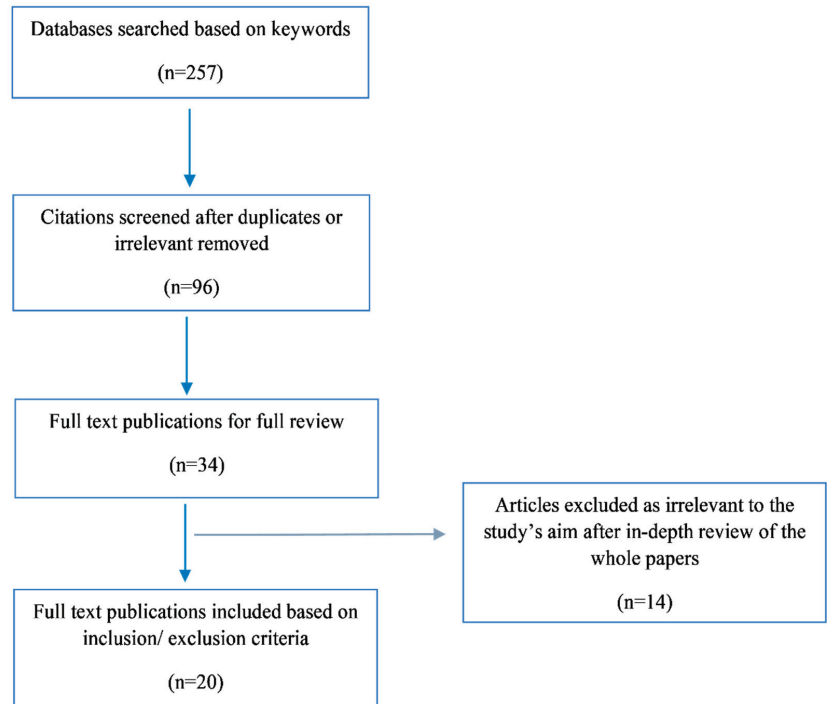 Databases searched based on keywords
(n=257)
Citations screened after duplicates or
irrelevant removed
(n=96)
Full text publications for full review
(n=34)
Articles excluded as irrelevant to the
study's aim after in-depth review of the
whole papers
(n=14)
Full text publications included based on
inclusion/ exclusion criteria
(n=20)